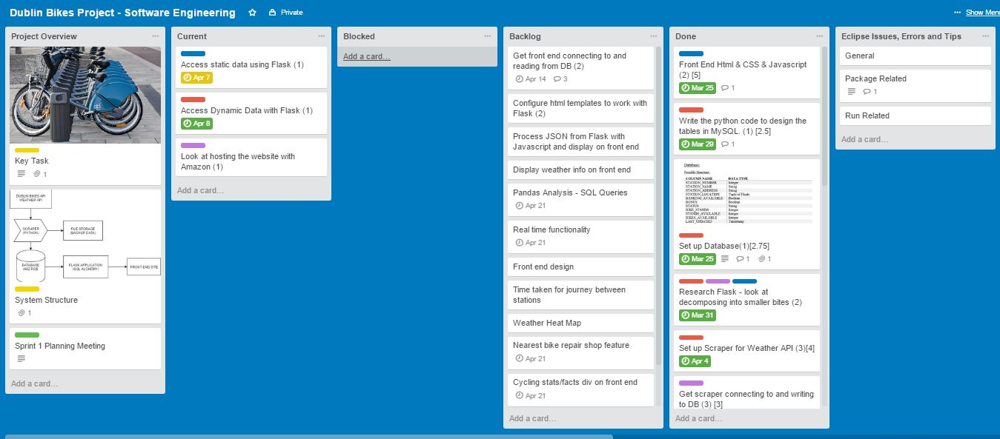 Dublin Bikes Project - Software Engineering
Private
Show Menu
Project Overview
Key Task
1
DUBLIN BIKES API
WEATHER API
SCRAPER
(PYTHON)
FILE STORAGE
(BACKUP DATA)
DATABASE
FLASK APPLICATION
(SQL ALCHEMY)
FRONT END SITE
System Structure
1
Sprint 1 Planning Meeting
Add a card...
Current
Access static data using Flask (1)
Apr 7
Access Dynamic Data with Flask (1)
Apr 8
Look at hosting the website with
Amazon (1)
Add a card...
Blocked
Add a card...
Backlog
Get front end connecting to and
reading from DB (2)
Apr 14 3
Configure html templates to work with
Flask (2)
Process JSON from Flask with
Javascript and display on front end
Display weather info on front end
Pandas Analysis - SQL Queries
Apr 21
Real time functionality
Apr 21
Front end design
Time taken for journey between
stations
Weather Heat Map
Nearest bike repair shop feature
Apr 21
Cycling stats/facts div on front end
Apr 21
Add a card...
Done
Front End Html & CSS & Javascript
(2) [5]
Mar 25 1
Write the python code to design the
tables in MySQL. (1) [2.5]
Mar 29 1
Database:
Possible Structure:
COLUMN NAME DATA TYPE
STATION_NUMBER Integer
STATION_NAME String
STATION_ADDRESS String
STATION_LOCATION Tuple of Floats
BANKING_AVAILABLE Boolean
BONUS Boolean
STATUS String
BIKE_STANDS Integer
STANDS_AVAILABLE Integer
BIKES_AVAILABLE Integer
LAST_UPDATED Timestamp
Set up Database(1)[2.75]
Mar 25 1 1
Research Flask - look at
decomposing into smaller bites (2)
Mar 31
Set up Scraper for Weather API (3)[4]
Apr 4
Get scraper connecting to and writing
to DB (3) [3]
Add a card...
Eclipse Issues, Errors and Tips
General
Package Related
1
Run Related
Add a card...